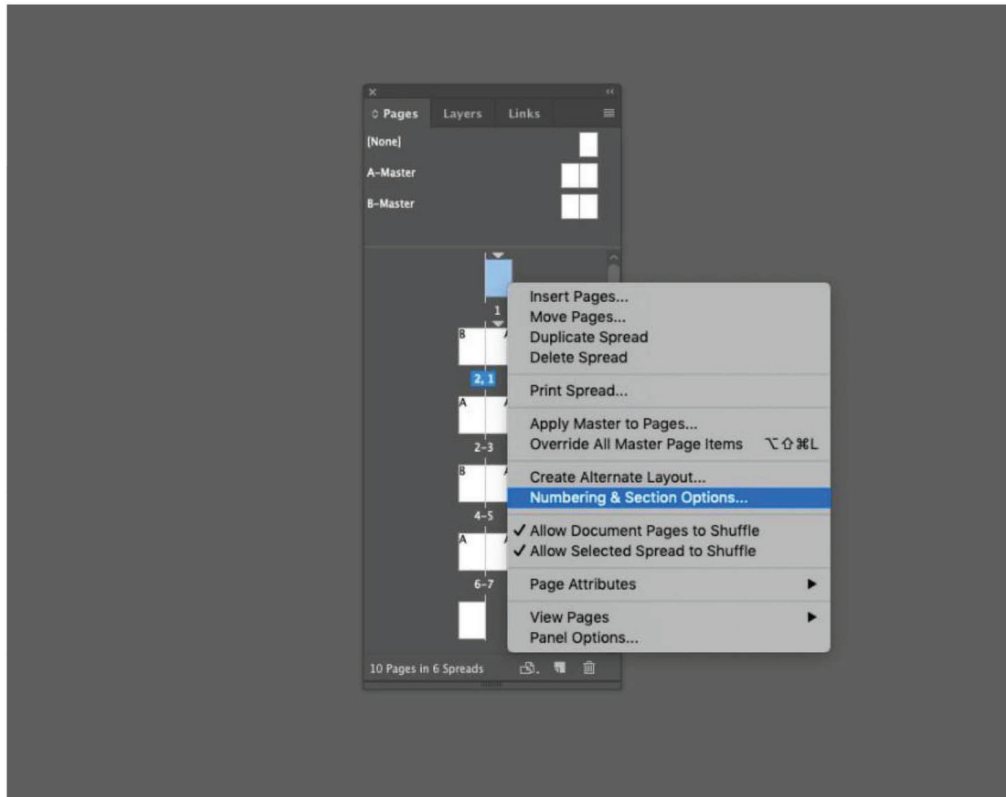 Pages Layers Links
[None]
A-Master
B-Master
1
B A
2, 1
A A
2-3
B A
4-5
A A
6-7
10 Pages in 6 Spreads
Insert Pages...
Move Pages...
Duplicate Spread
Delete Spread
Print Spread...
Apply Master to Pages...
Override All Master Page Items ⌥⇧⌘L
Create Alternate Layout...
Numbering & Section Options...
✓ Allow Document Pages to Shuffle
✓ Allow Selected Spread to Shuffle
Page Attributes
View Pages
Panel Options...